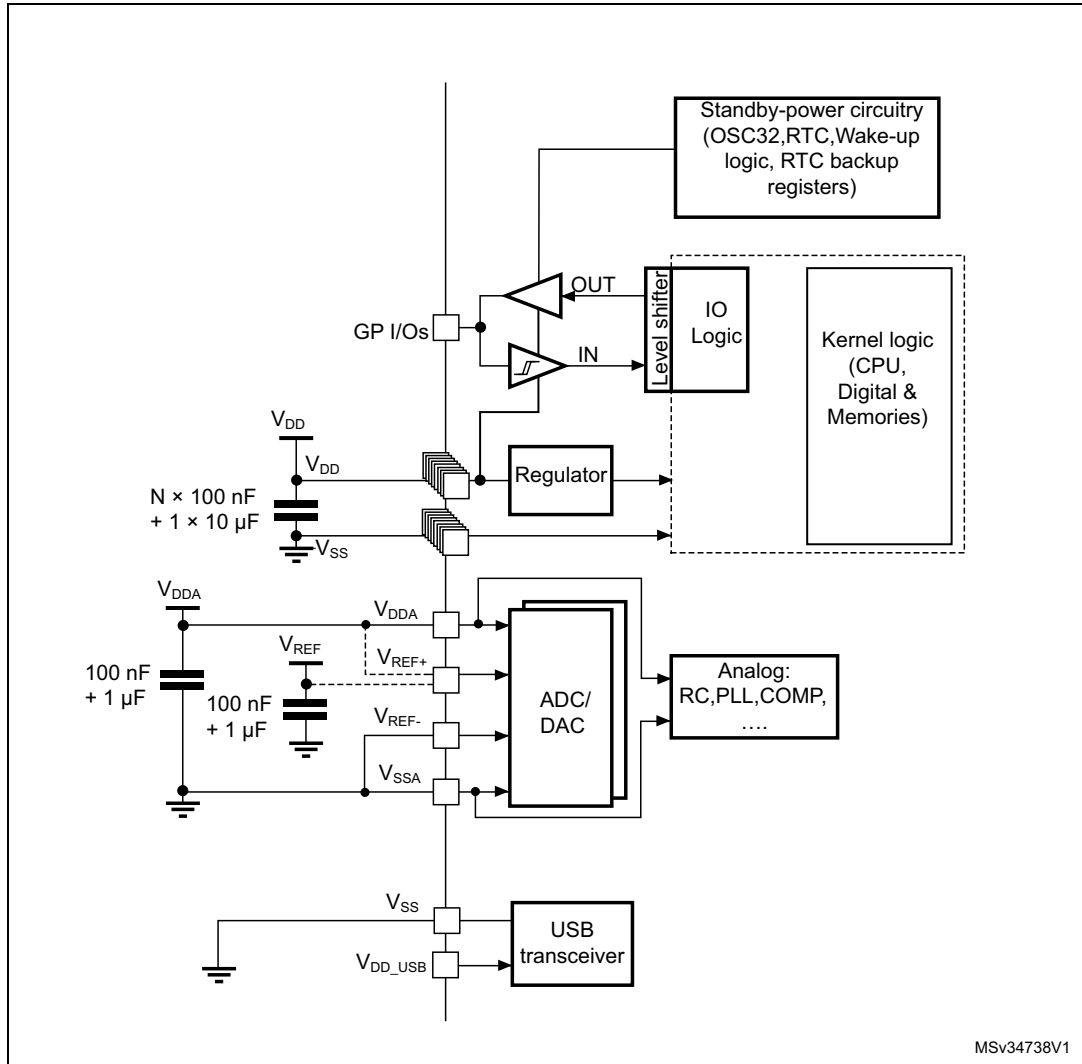 Standby-power circuitry
(OSC32,RTC,Wake-up
logic, RTC backup
registers)
OUT
Level shifter
IO
Logic
GP I/Os
IN
Kernel logic
(CPU,
Digital &
Memories)
VDD
VDD
Regulator
N × 100 nF
+ 1 × 10 µF
VSS
VDDA
VDDA
VREF
VREF+
100 nF
+ 1 µF
100 nF
+ 1 µF
ADC/
DAC
Analog:
RC,PLL,COMP,
....
VREF-
VSSA
VSS
USB
transceiver
VDD_USB
MSv34738V1